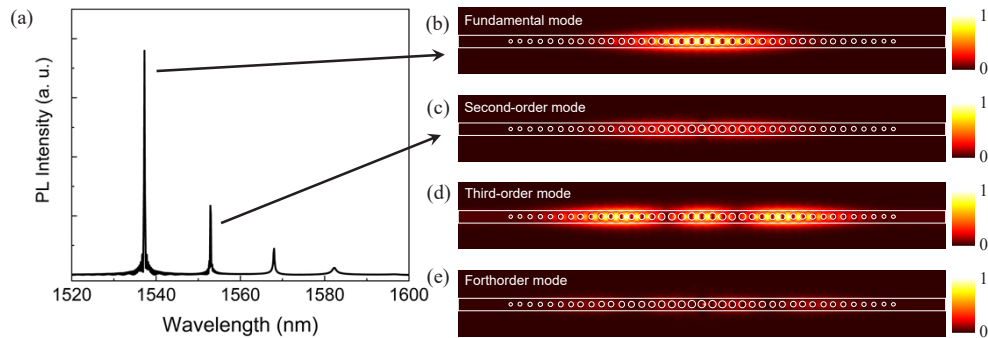 (a)
PL Intensity (a. u.)
1520 1540 1560 1580 1600
Wavelength (nm)
(b)
Fundamental mode
1
0
(c)
Second-order mode
1
0
(d)
Third-order mode
1
0
(e)
Forthorder mode
1
0